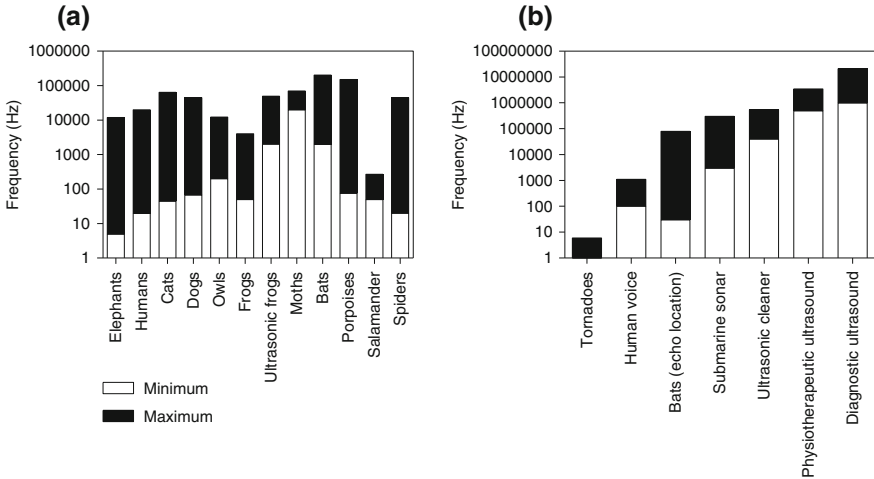 (a)
Frequency (Hz)
1000000
100000
10000
1000
100
10
1
Elephants
Humans
Cats
Dogs
Owls
Frogs
Ultrasonic frogs
Moths
Bats
Porpoises
Salamander
Spiders
Minimum
Maximum
(b)
Frequency (Hz)
100000000
10000000
1000000
100000
10000
1000
100
10
1
Tornadoes
Human voice
Bats (echo location)
Submarine sonar
Ultrasonic cleaner
Physiotherapeutic ultrasound
Diagnostic ultrasound